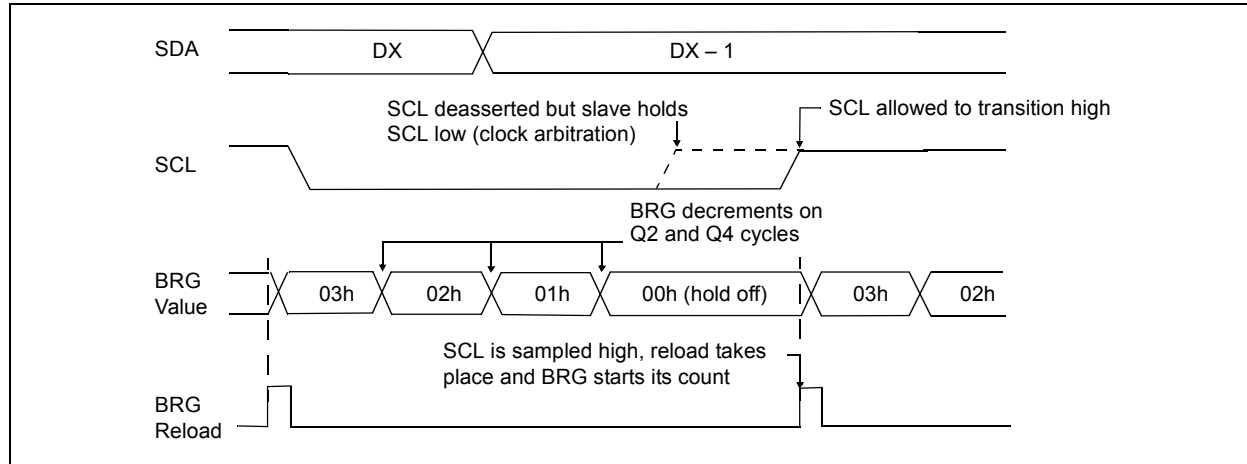 SDA
DX
DX – 1
SCL deasserted but slave holds
SCL low (clock arbitration)
SCL allowed to transition high
SCL
BRG decrements on
Q2 and Q4 cycles
BRG
Value
03h
02h
01h
00h (hold off)
03h
02h
SCL is sampled high, reload takes
place and BRG starts its count
BRG
Reload